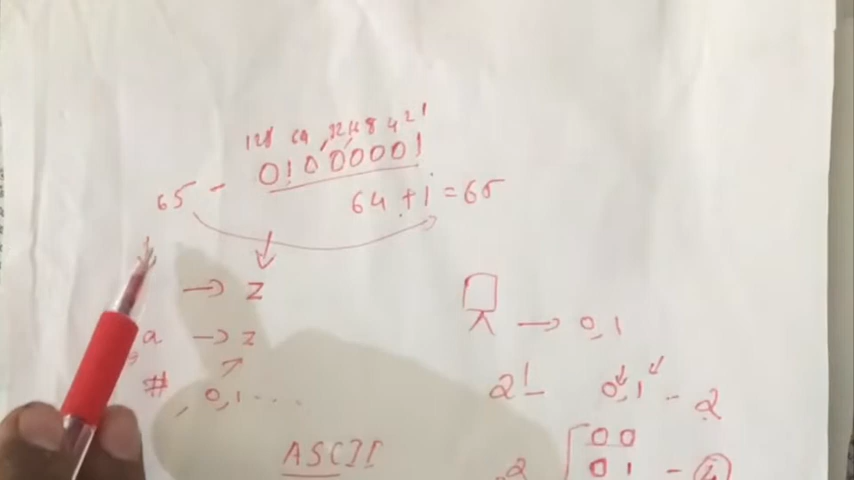 128 64 32 16 8 4 2 1
65 - 01000001
64 + 1 = 65
→ Z
a → z
# , 0,1 ....
→ 0,1
2¹ - 0,1 - 2
ASCII
00
2 01 - 4